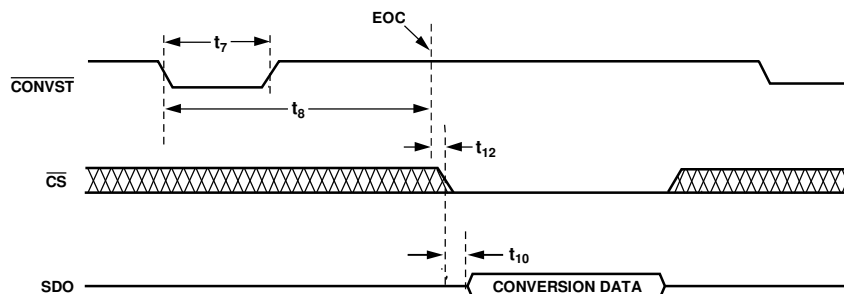 EOC
t7
CONVST
t8
t12
CS
t10
SDO
CONVERSION DATA